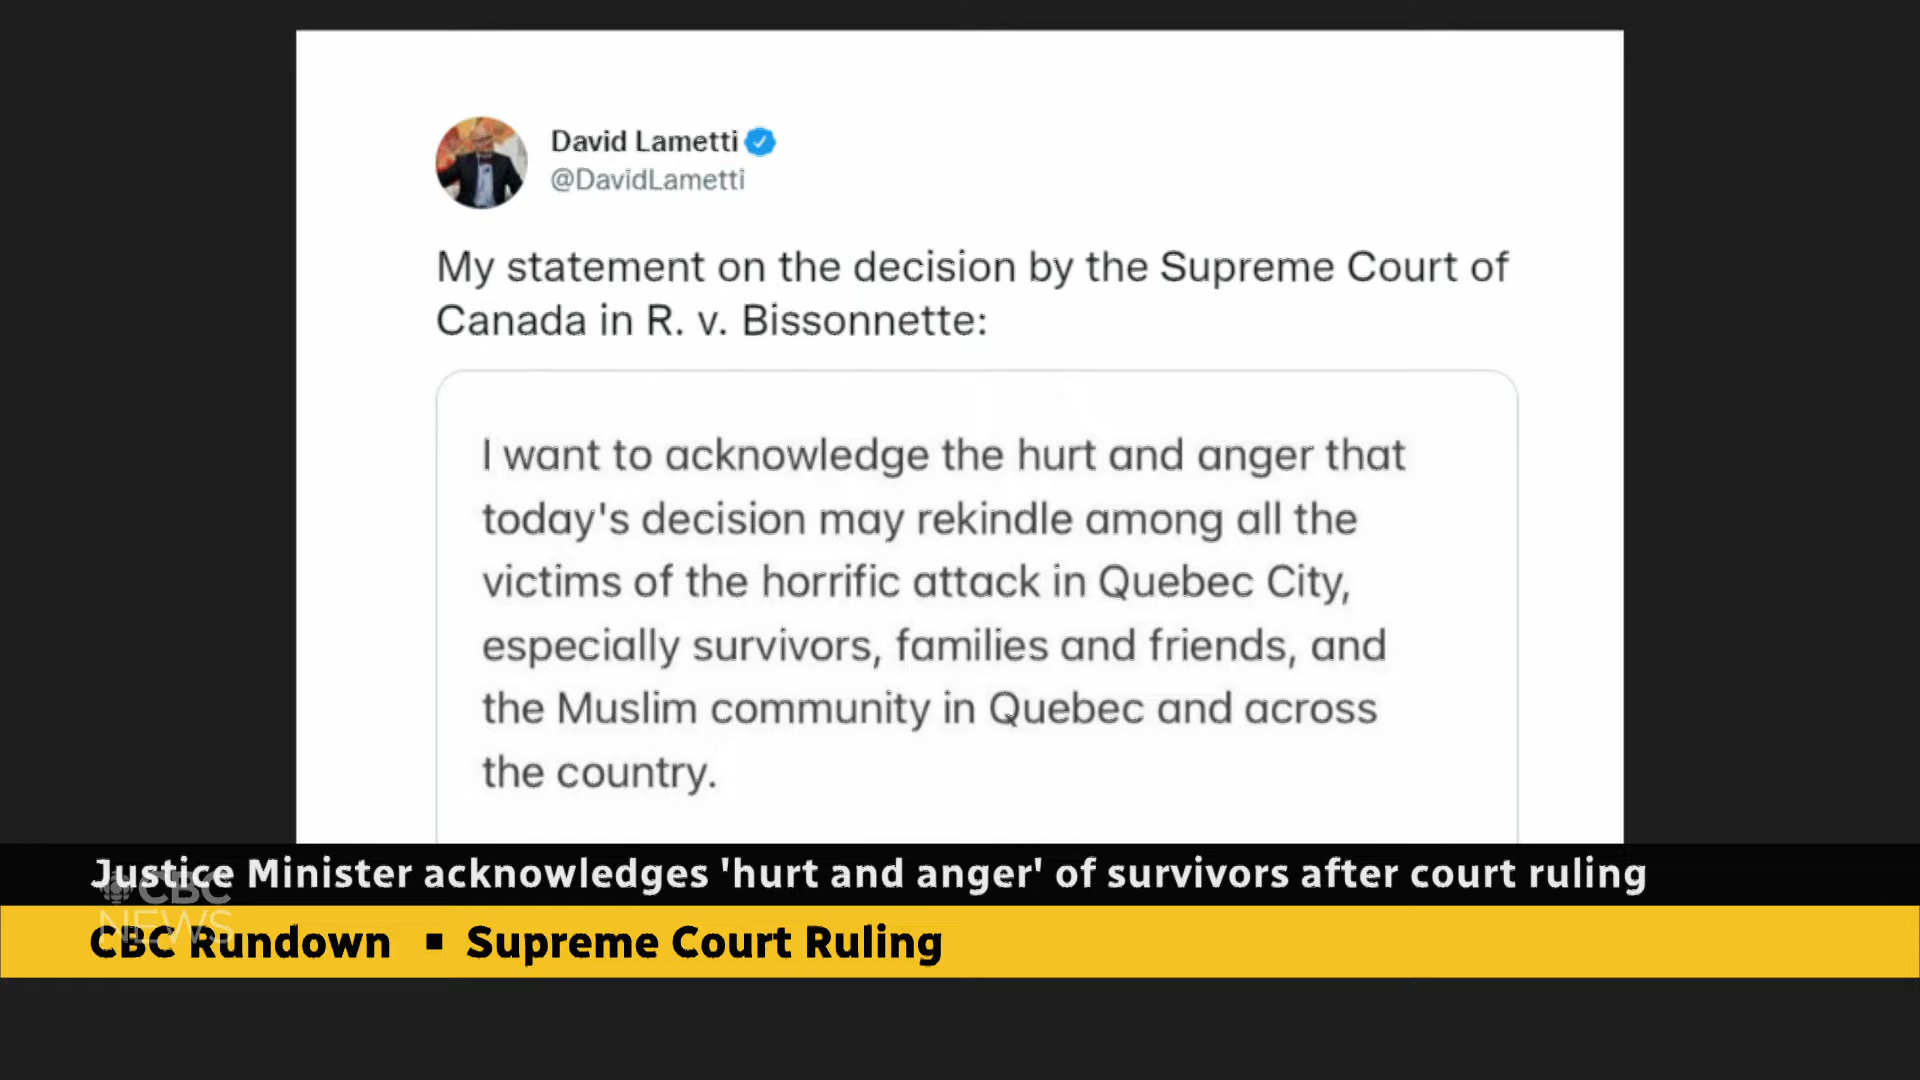 David Lametti
@DavidLametti
My statement on the decision by the Supreme Court of
Canada in R. v. Bissonnette:
I want to acknowledge the hurt and anger that
today's decision may rekindle among all the
victims of the horrific attack in Quebec City,
especially survivors, families and friends, and
the Muslim community in Quebec and across
the country.
Justice Minister acknowledges 'hurt and anger' of survivors after court ruling
CBC
NEWS
CBC Rundown ▪ Supreme Court Ruling